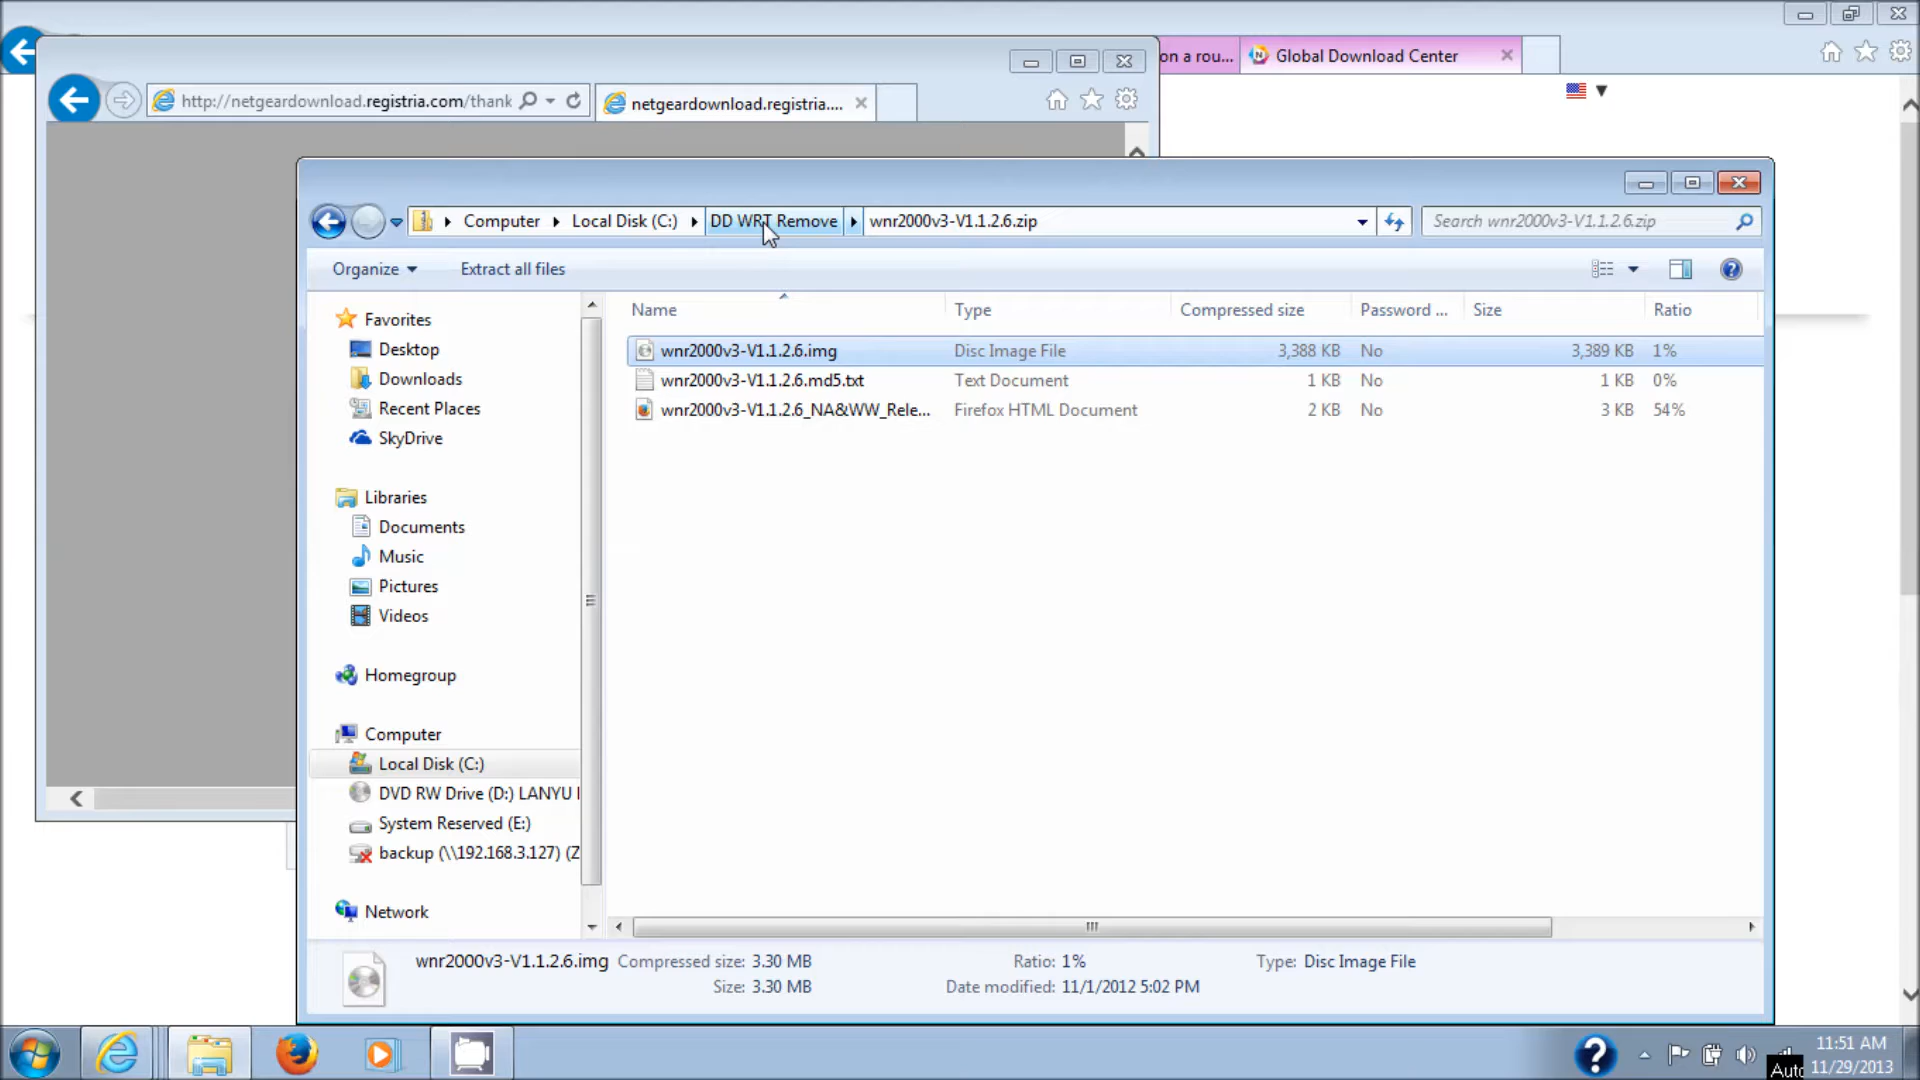 on a rou...
Global Download Center
http://netgeardownload.registria.com/thank
netgeardownload.registria....
Computer
Local Disk (C:)
DD WRT Remove
wnr2000v3-V1.1.2.6.zip
Search wnr2000v3-V1.1.2.6.zip
Organize
Extract all files
Name Type Compressed size Password ... Size Ratio
wnr2000v3-V1.1.2.6.img Disc Image File 3,388 KB No 3,389 KB 1%
wnr2000v3-V1.1.2.6.md5.txt Text Document 1 KB No 1 KB 0%
wnr2000v3-V1.1.2.6_NA&WW_Rele... Firefox HTML Document 2 KB No 3 KB 54%
Favorites
Desktop
Downloads
Recent Places
SkyDrive
Libraries
Documents
Music
Pictures
Videos
Homegroup
Computer
Local Disk (C:)
DVD RW Drive (D:) LANYU
System Reserved (E:)
backup (\\192.168.3.127) (Z
Network
wnr2000v3-V1.1.2.6.img Compressed size: 3.30 MB Ratio: 1% Type: Disc Image File
Size: 3.30 MB Date modified: 11/1/2012 5:02 PM
11:51 AM
Auto 11/29/2013